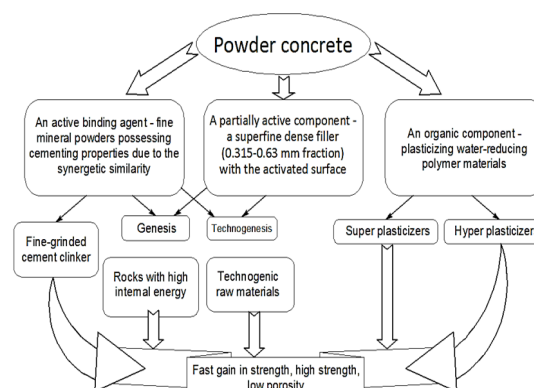 Powder concrete
An active binding agent - fine
mineral powders possessing
cementing properties due to the
synergetic similarity
A partially active component -
a superfine dense filler
(0.315-0.63 mm fraction)
with the activated surface
An organic component -
plasticizing water-reducing
polymer materials
Fine-grinded
cement clinker
Genesis
Technogenesis
Super plasticizers
Hyper plasticizer
Rocks with high
internal energy
Technogenic
raw materials
Fast gain in strength, high strength,
low porosity